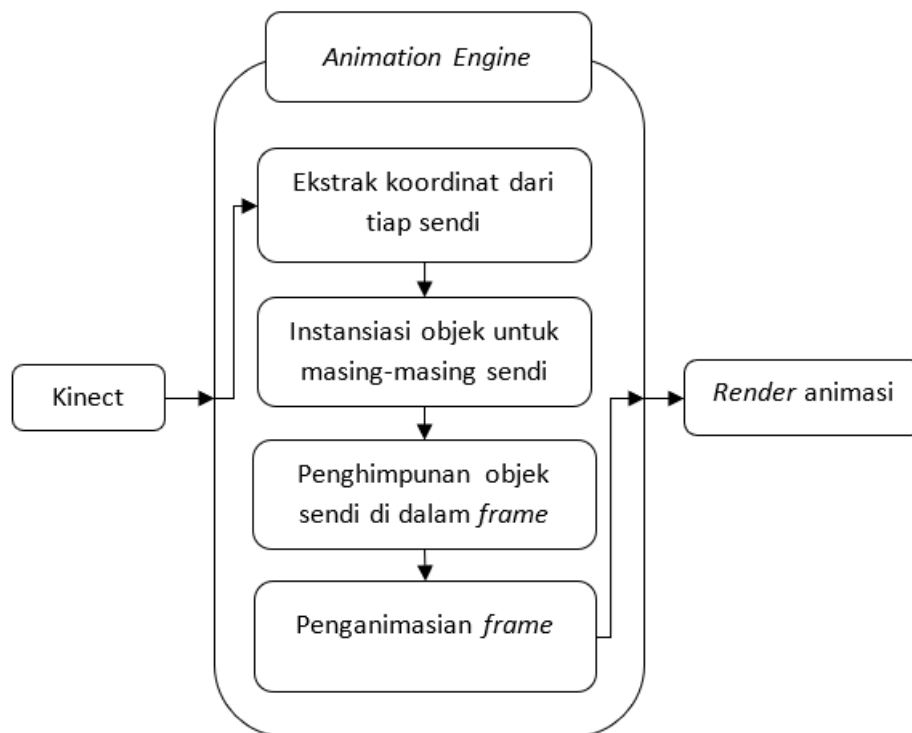 Animation Engine
Ekstrak koordinat dari
tiap sendi
Instansiasi objek untuk
masing-masing sendi
Kinect
Render animasi
Penghimpunan objek
sendi di dalam frame
Penganimasian frame